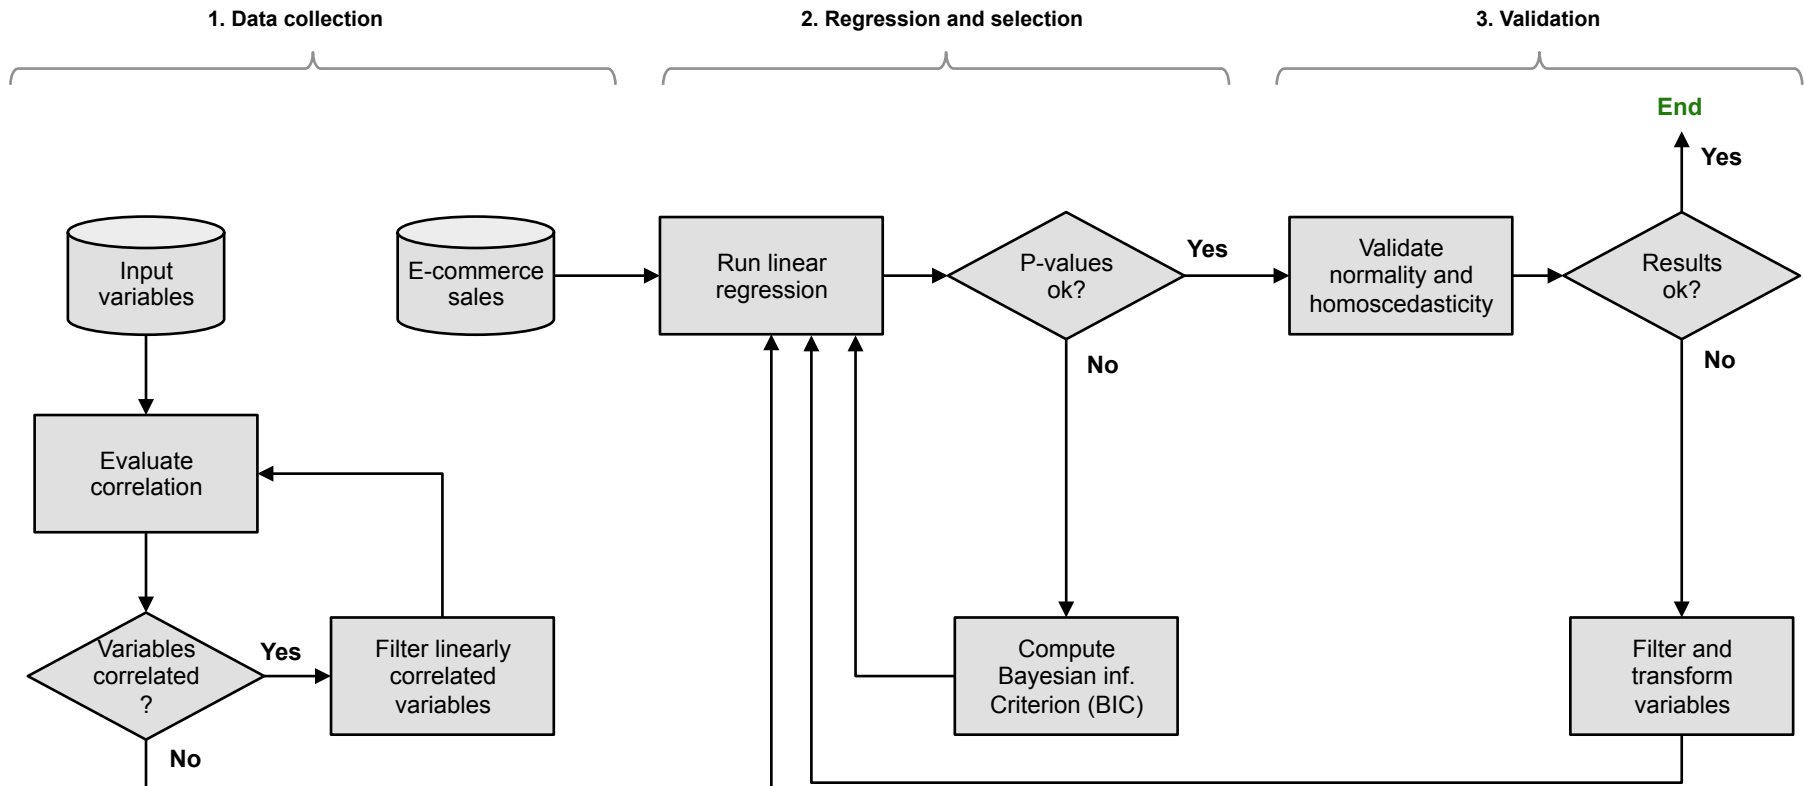 1. Data collection
2. Regression and selection
3. Validation
End
Yes
Input
variables
E-commerce
sales
Run linear
regression
P-values
ok?
Yes
Validate
normality and
homoscedasticity
Results
ok?
No
No
Evaluate
correlation
Variables
correlated
?
Yes
Filter linearly
correlated
variables
Compute
Bayesian inf.
Criterion (BIC)
Filter and
transform
variables
No